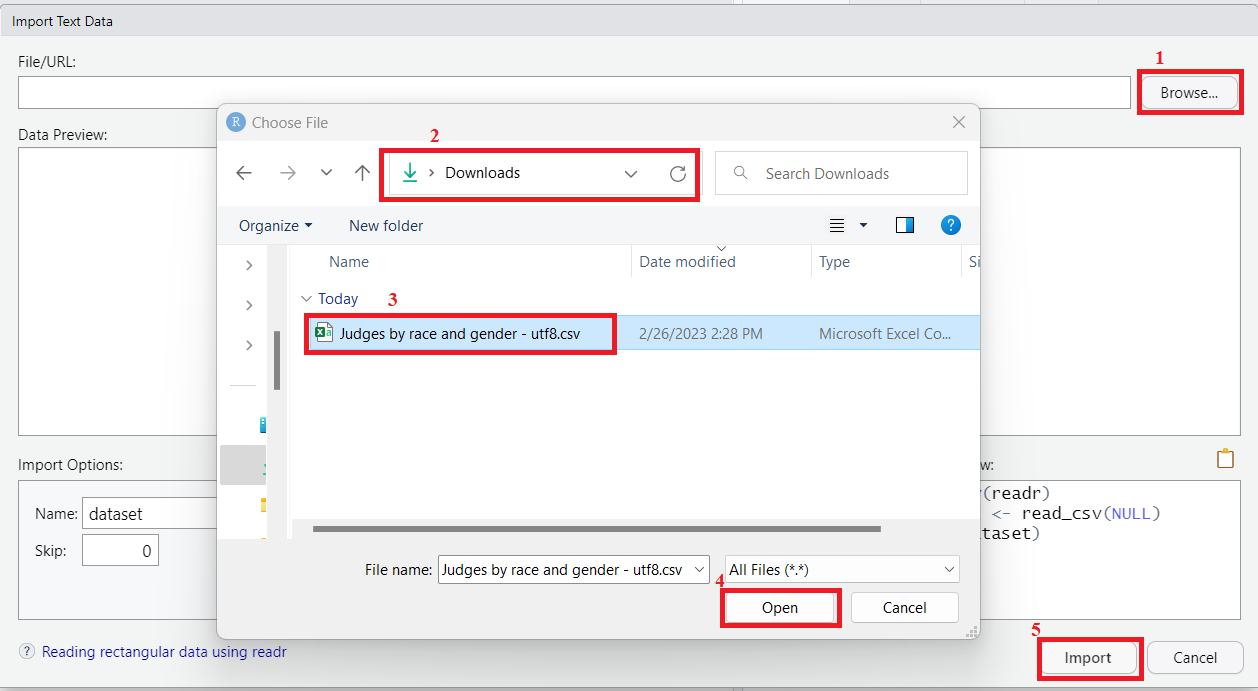 Import Text Data
File/URL:
1
Browse...
Data Preview:
R Choose File
2
Downloads
Search Downloads
Organize
New folder
?
Name
Date modified
Type
Si
Today
3
Judges by race and gender - utf8.csv
2/26/2023 2:28 PM
Microsoft Excel Co...
Import Options:
w:
Name: dataset
Skip: 0
(readr)
<- read_csv(NULL)
taset)
File name: Judges by race and gender - utf8.csv
All Files (*.*)
4
Open
Cancel
? Reading rectangular data using readr
5
Import
Cancel